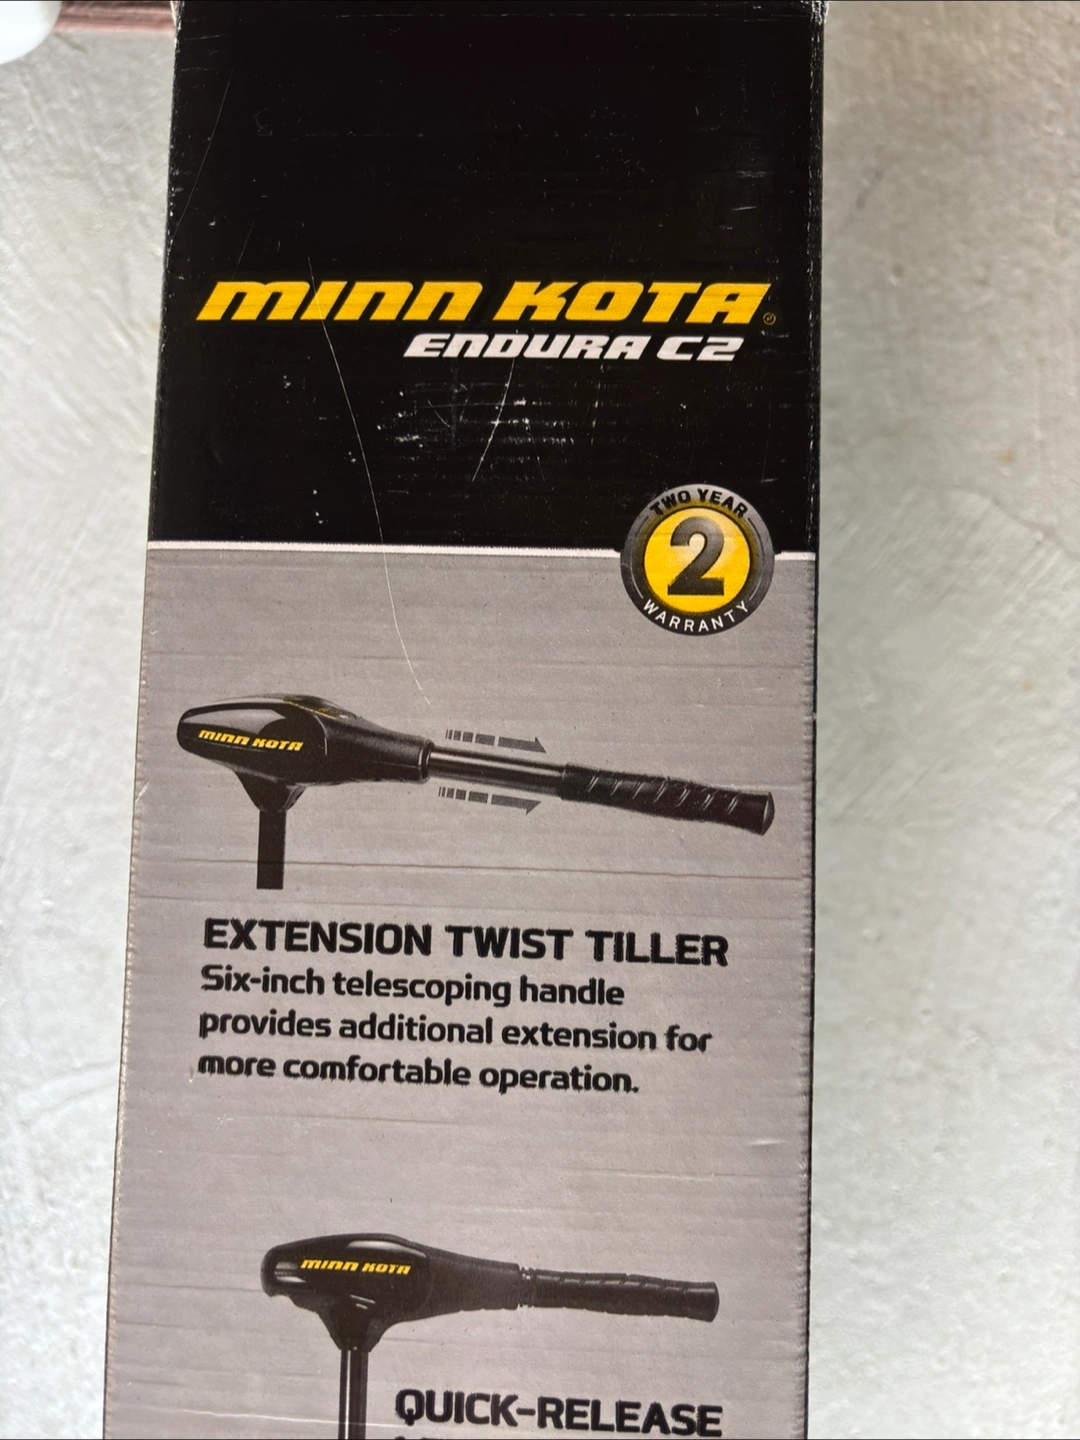 MINN KOTA®
ENDURA C2
TWO YEAR
2
WARRANTY
MINN KOTA
EXTENSION TWIST TILLER
Six-inch telescoping handle
provides additional extension for
more comfortable operation.
MINN KOTA
QUICK-RELEASE